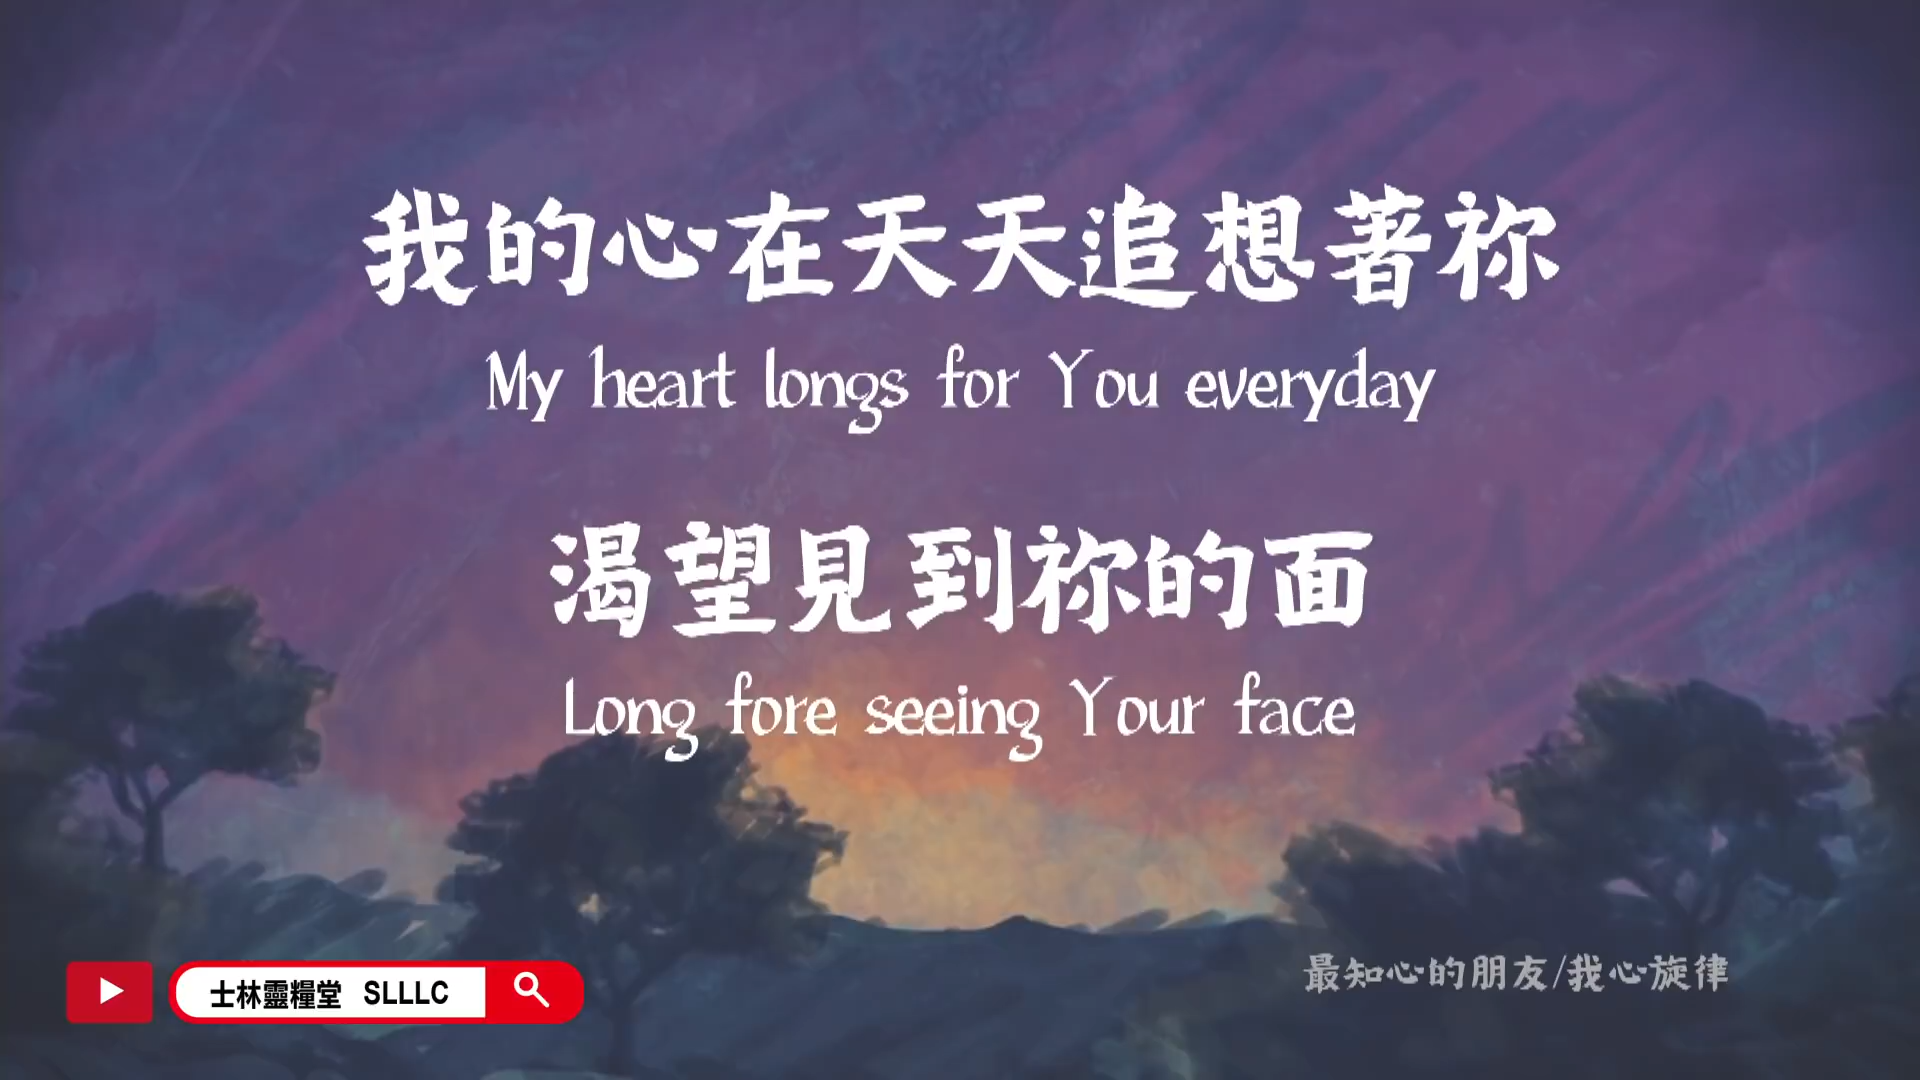 我的心在天天追想著祢
My heart longs for You everyday
渴望見到祢的面
Long fore seeing Your face
士林靈糧堂 SLLLC
最知心的朋友/我心旋律